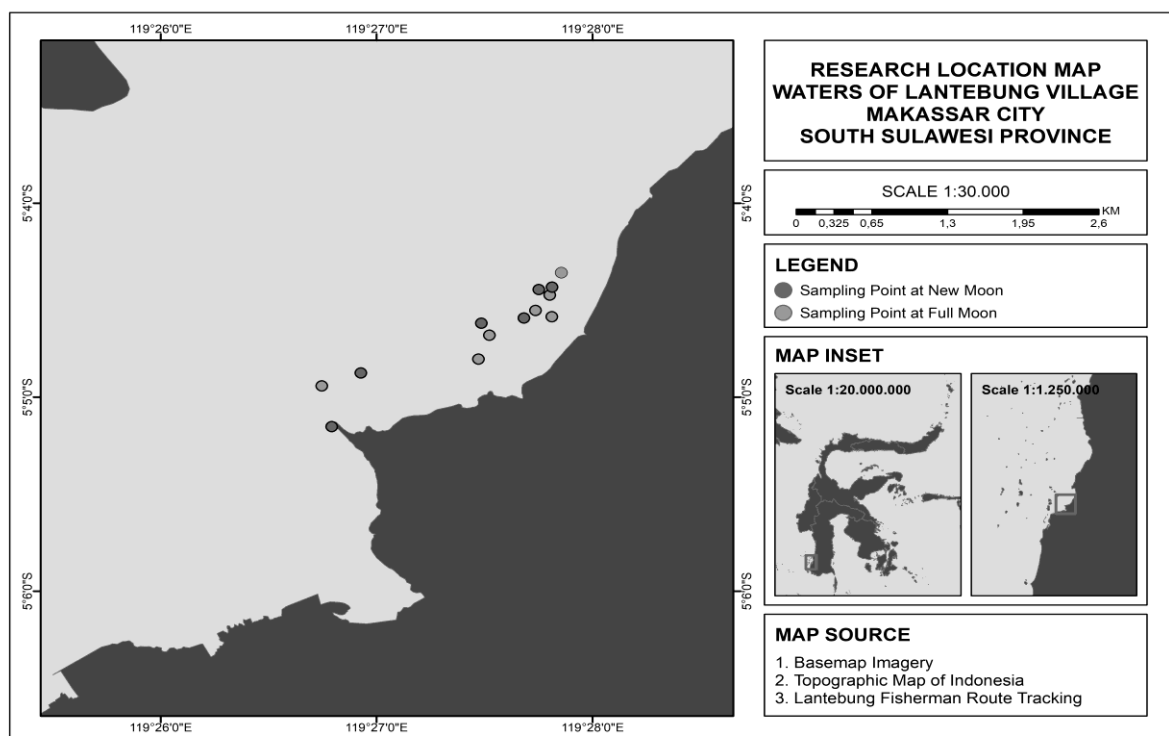 119°26'0"E
119°27'0"E
119°28'0"E
5°4'0"S
5°5'0"S
5°6'0"S
5°4'0"S
5°5'0"S
5°6'0"S
119°26'0"E
119°27'0"E
119°28'0"E
RESEARCH LOCATION MAP
WATERS OF LANTEBUNG VILLAGE
MAKASSAR CITY
SOUTH SULAWESI PROVINCE
SCALE 1:30.000
KM
0 0,325 0,65 1,3 1,95 2,6
LEGEND
Sampling Point at New Moon
Sampling Point at Full Moon
MAP INSET
Scale 1:20.000.000
Scale 1:1.250.000
MAP SOURCE
1. Basemap Imagery
2. Topographic Map of Indonesia
3. Lantebung Fisherman Route Tracking